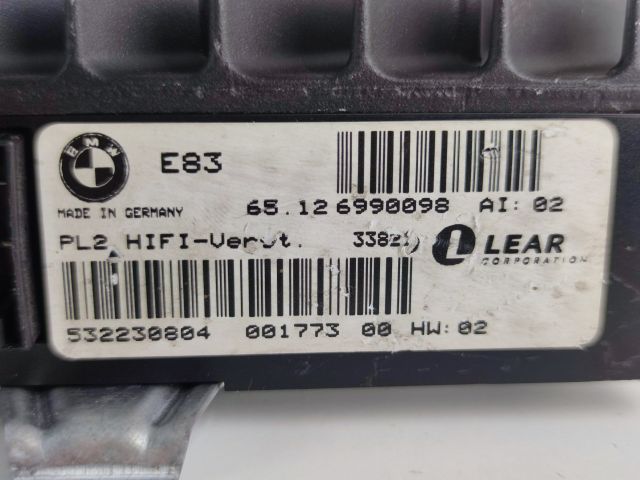 BMW
E83
MADE IN GERMANY 65.12 6990098 AI: 02
PL2 HIFI-Verst. LEAR
CORPORATION
532230804 001773 00 HW:02